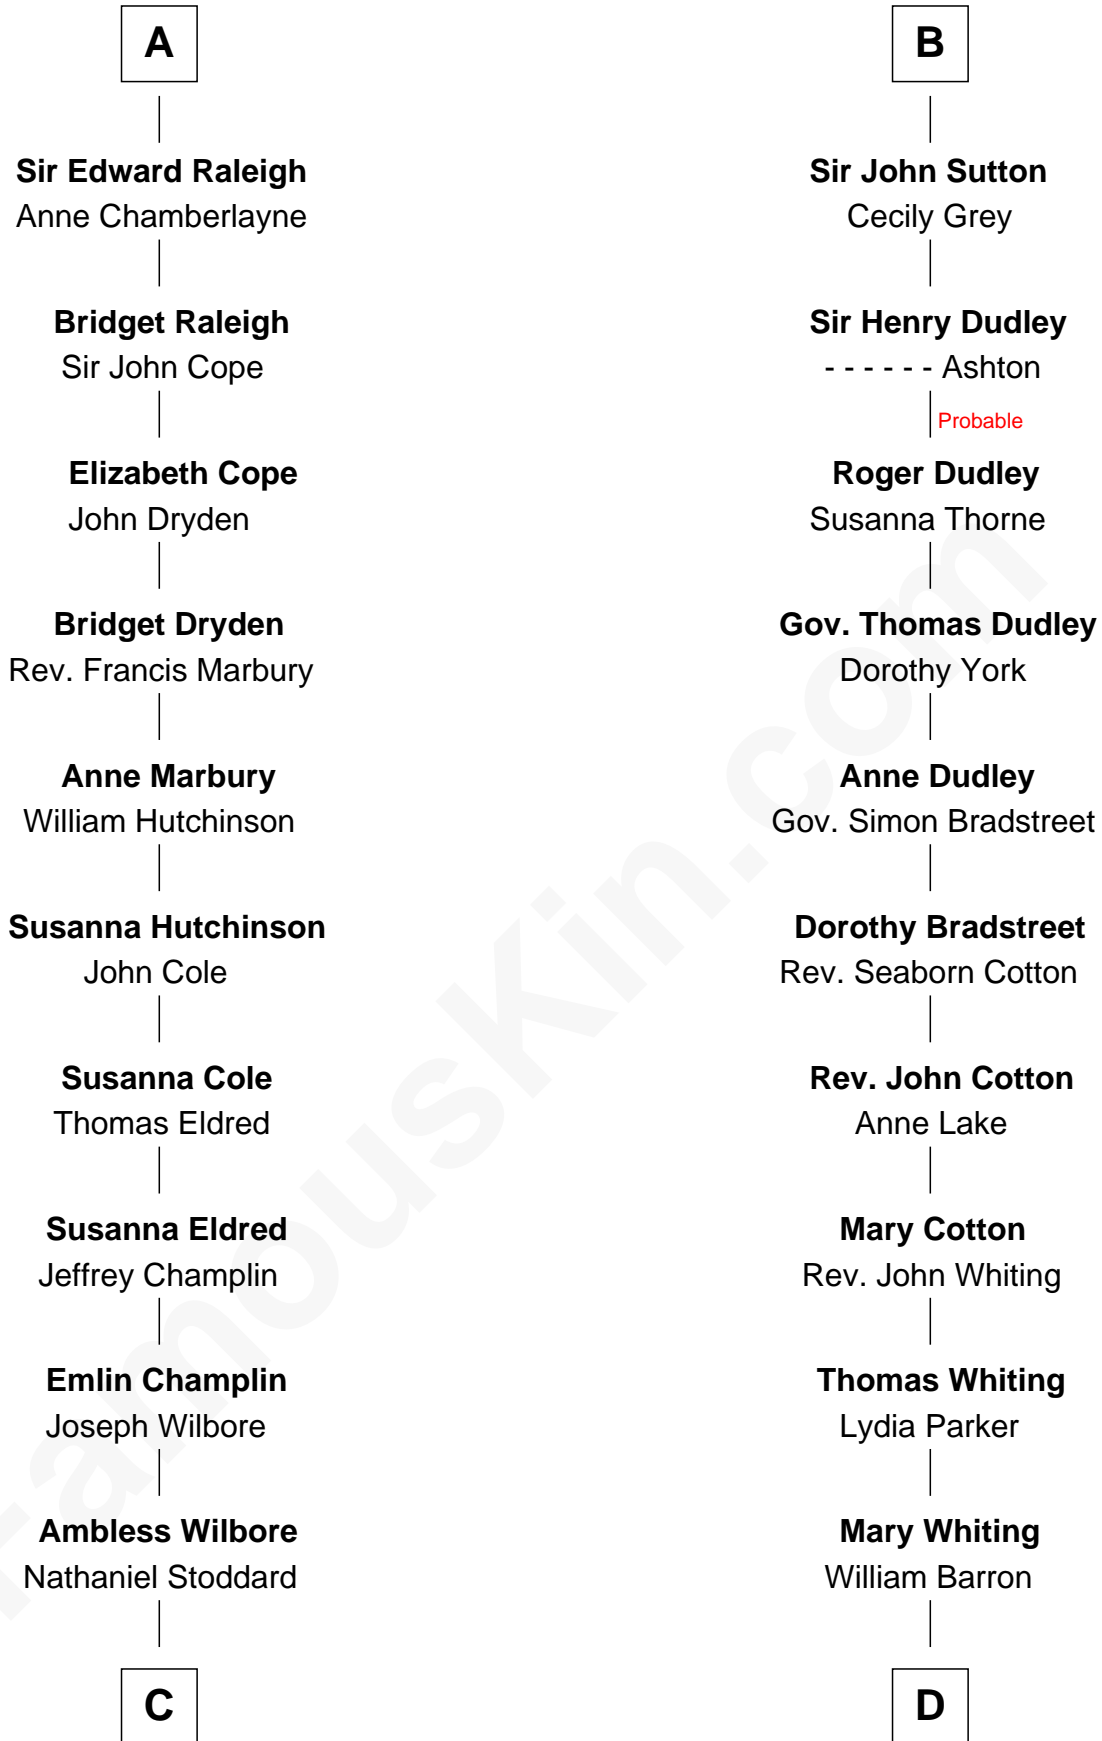 A
Sir Edward Raleigh
Anne Chamberlayne
Bridget Raleigh
Sir John Cope
Elizabeth Cope
John Dryden
Bridget Dryden
Rev. Francis Marbury
Anne Marbury
William Hutchinson
Susanna Hutchinson
John Cole
Susanna Cole
Thomas Eldred
Susanna Eldred
Jeffrey Champlin
Emlin Champlin
Joseph Wilbore
Ambless Wilbore
Nathaniel Stoddard
C
B
Sir John Sutton
Cecily Grey
Sir Henry Dudley
- - - - - - Ashton
Probable
Roger Dudley
Susanna Thorne
Gov. Thomas Dudley
Dorothy York
Anne Dudley
Gov. Simon Bradstreet
Dorothy Bradstreet
Rev. Seaborn Cotton
Rev. John Cotton
Anne Lake
Mary Cotton
Rev. John Whiting
Thomas Whiting
Lydia Parker
Mary Whiting
William Barron
D
FamousKin.com